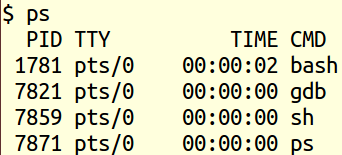 $ ps
  PID TTY          TIME CMD
 1781 pts/0    00:00:02 bash
 7821 pts/0    00:00:00 gdb
 7859 pts/0    00:00:00 sh
 7871 pts/0    00:00:00 ps